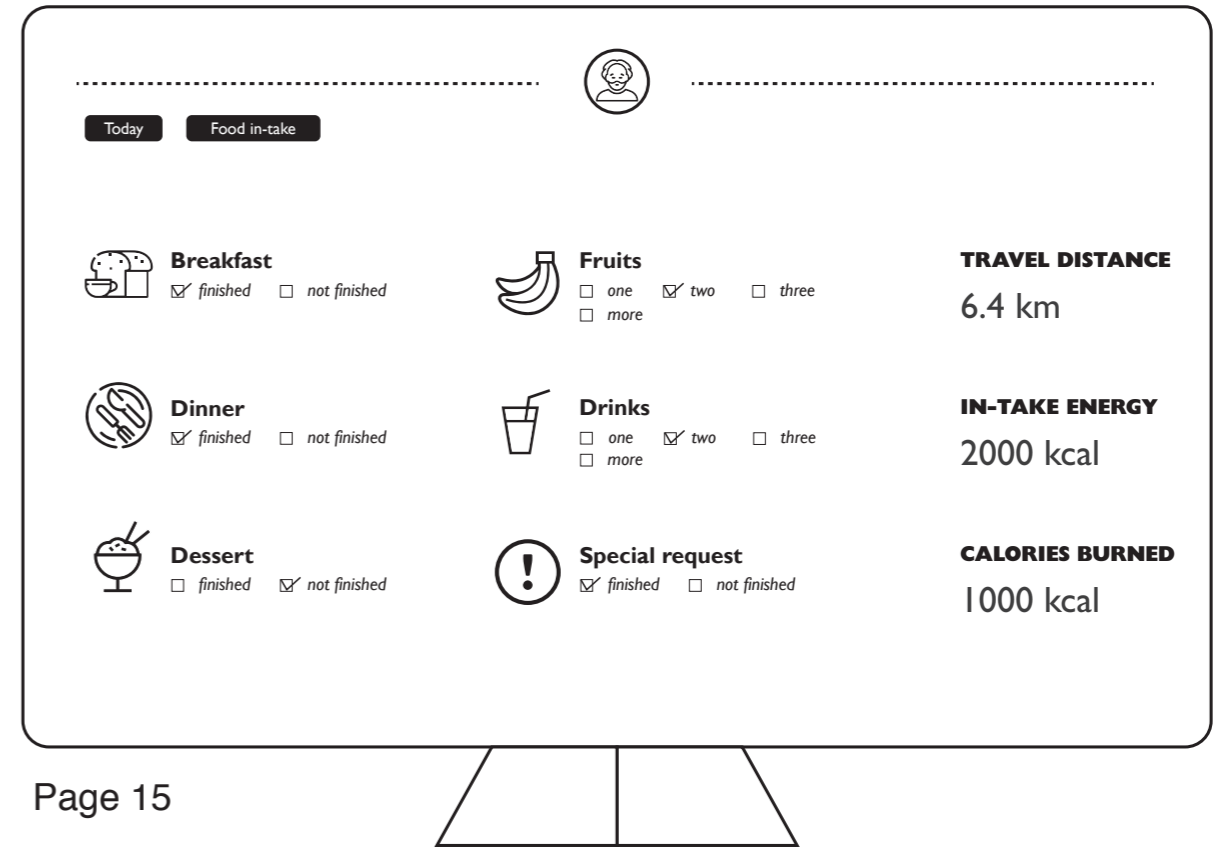 Today
Food in-take
Breakfast
finished not finished
Dinner
finished not finished
Dessert
finished not finished
Fruits
one two three
more
Drinks
one two three
more
Special request
finished not finished
TRAVEL DISTANCE
6.4 km
IN-TAKE ENERGY
2000 kcal
CALORIES BURNED
1000 kcal
Page 15